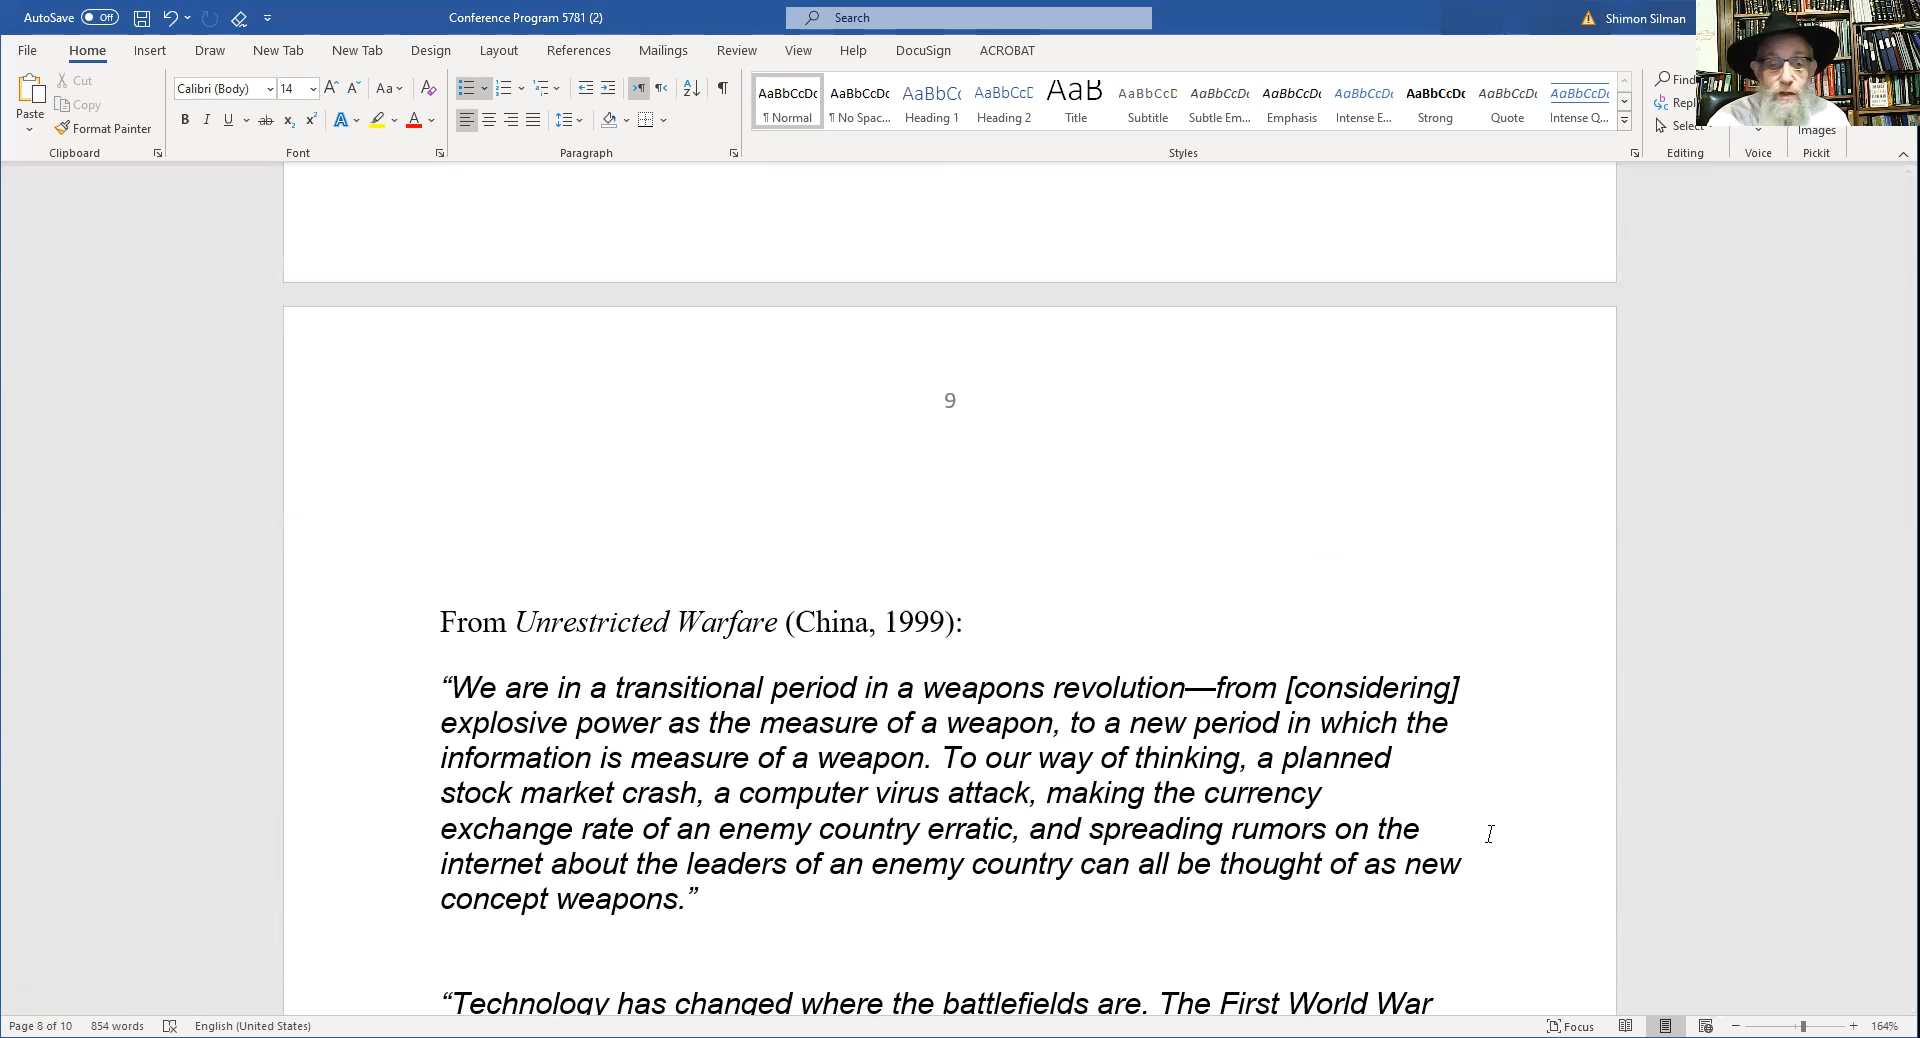 AutoSave Off Conference Program 5781 (2) Search Shimon Silman
File Home Insert Draw New Tab New Tab Design Layout References Mailings Review View Help DocuSign ACROBAT
Paste
Cut
Copy
Format Painter
Clipboard
Calibri (Body) 14
Font
Paragraph
AaBbCcDc AaBbCcDc AaBbC AaBbCcD AaB AaBbCcD AaBbCcDc AaBbCcDc AaBbCcDc AaBbCcDc AaBbCcDc AaBbCcDc
¶ Normal ¶ No Spac... Heading 1 Heading 2 Title Subtitle Subtle Em... Emphasis Intense E... Strong Quote Intense Q...
Styles
Find
Repl
Select
Editing
Voice
Images
Pickit
9
From Unrestricted Warfare (China, 1999):
“We are in a transitional period in a weapons revolution—from [considering]
explosive power as the measure of a weapon, to a new period in which the
information is measure of a weapon. To our way of thinking, a planned
stock market crash, a computer virus attack, making the currency
exchange rate of an enemy country erratic, and spreading rumors on the
internet about the leaders of an enemy country can all be thought of as new
concept weapons.”
“Technology has changed where the battlefields are. The First World War
Page 8 of 10 854 words English (United States) Focus 164%